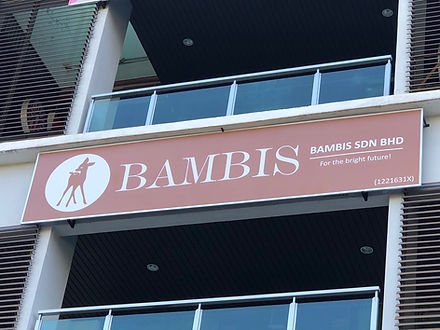 BAMBIS
BAMBIS SDN BHD
For the bright future!
(1221631X)